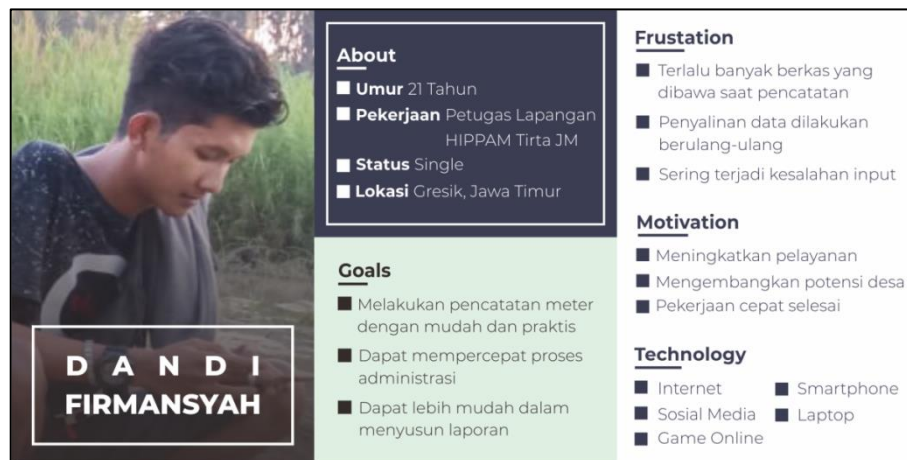 DANDI
FIRMANSYAH
About
Umur 21 Tahun
Pekerjaan Petugas Lapangan
HIPPAM Tirta JM
Status Single
Lokasi Gresik, Jawa Timur
Goals
Melakukan pencatatan meter
dengan mudah dan praktis
Dapat mempercepat proses
administrasi
Dapat lebih mudah dalam
menyusun laporan
Frustation
Terlalu banyak berkas yang
dibawa saat pencatatan
Penyalinan data dilakukan
berulang-ulang
Sering terjadi kesalahan input
Motivation
Meningkatkan pelayanan
Mengembangkan potensi desa
Pekerjaan cepat selesai
Technology
Internet
Sosial Media
Game Online
Smartphone
Laptop